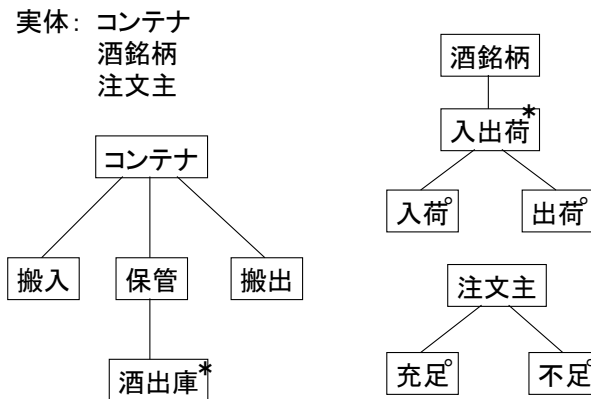 実体： コンテナ
酒銘柄
注文主
コンテナ
搬入 保管 搬出
酒出庫*
酒銘柄
入出荷*
入荷° 出荷°
注文主
充足° 不足°